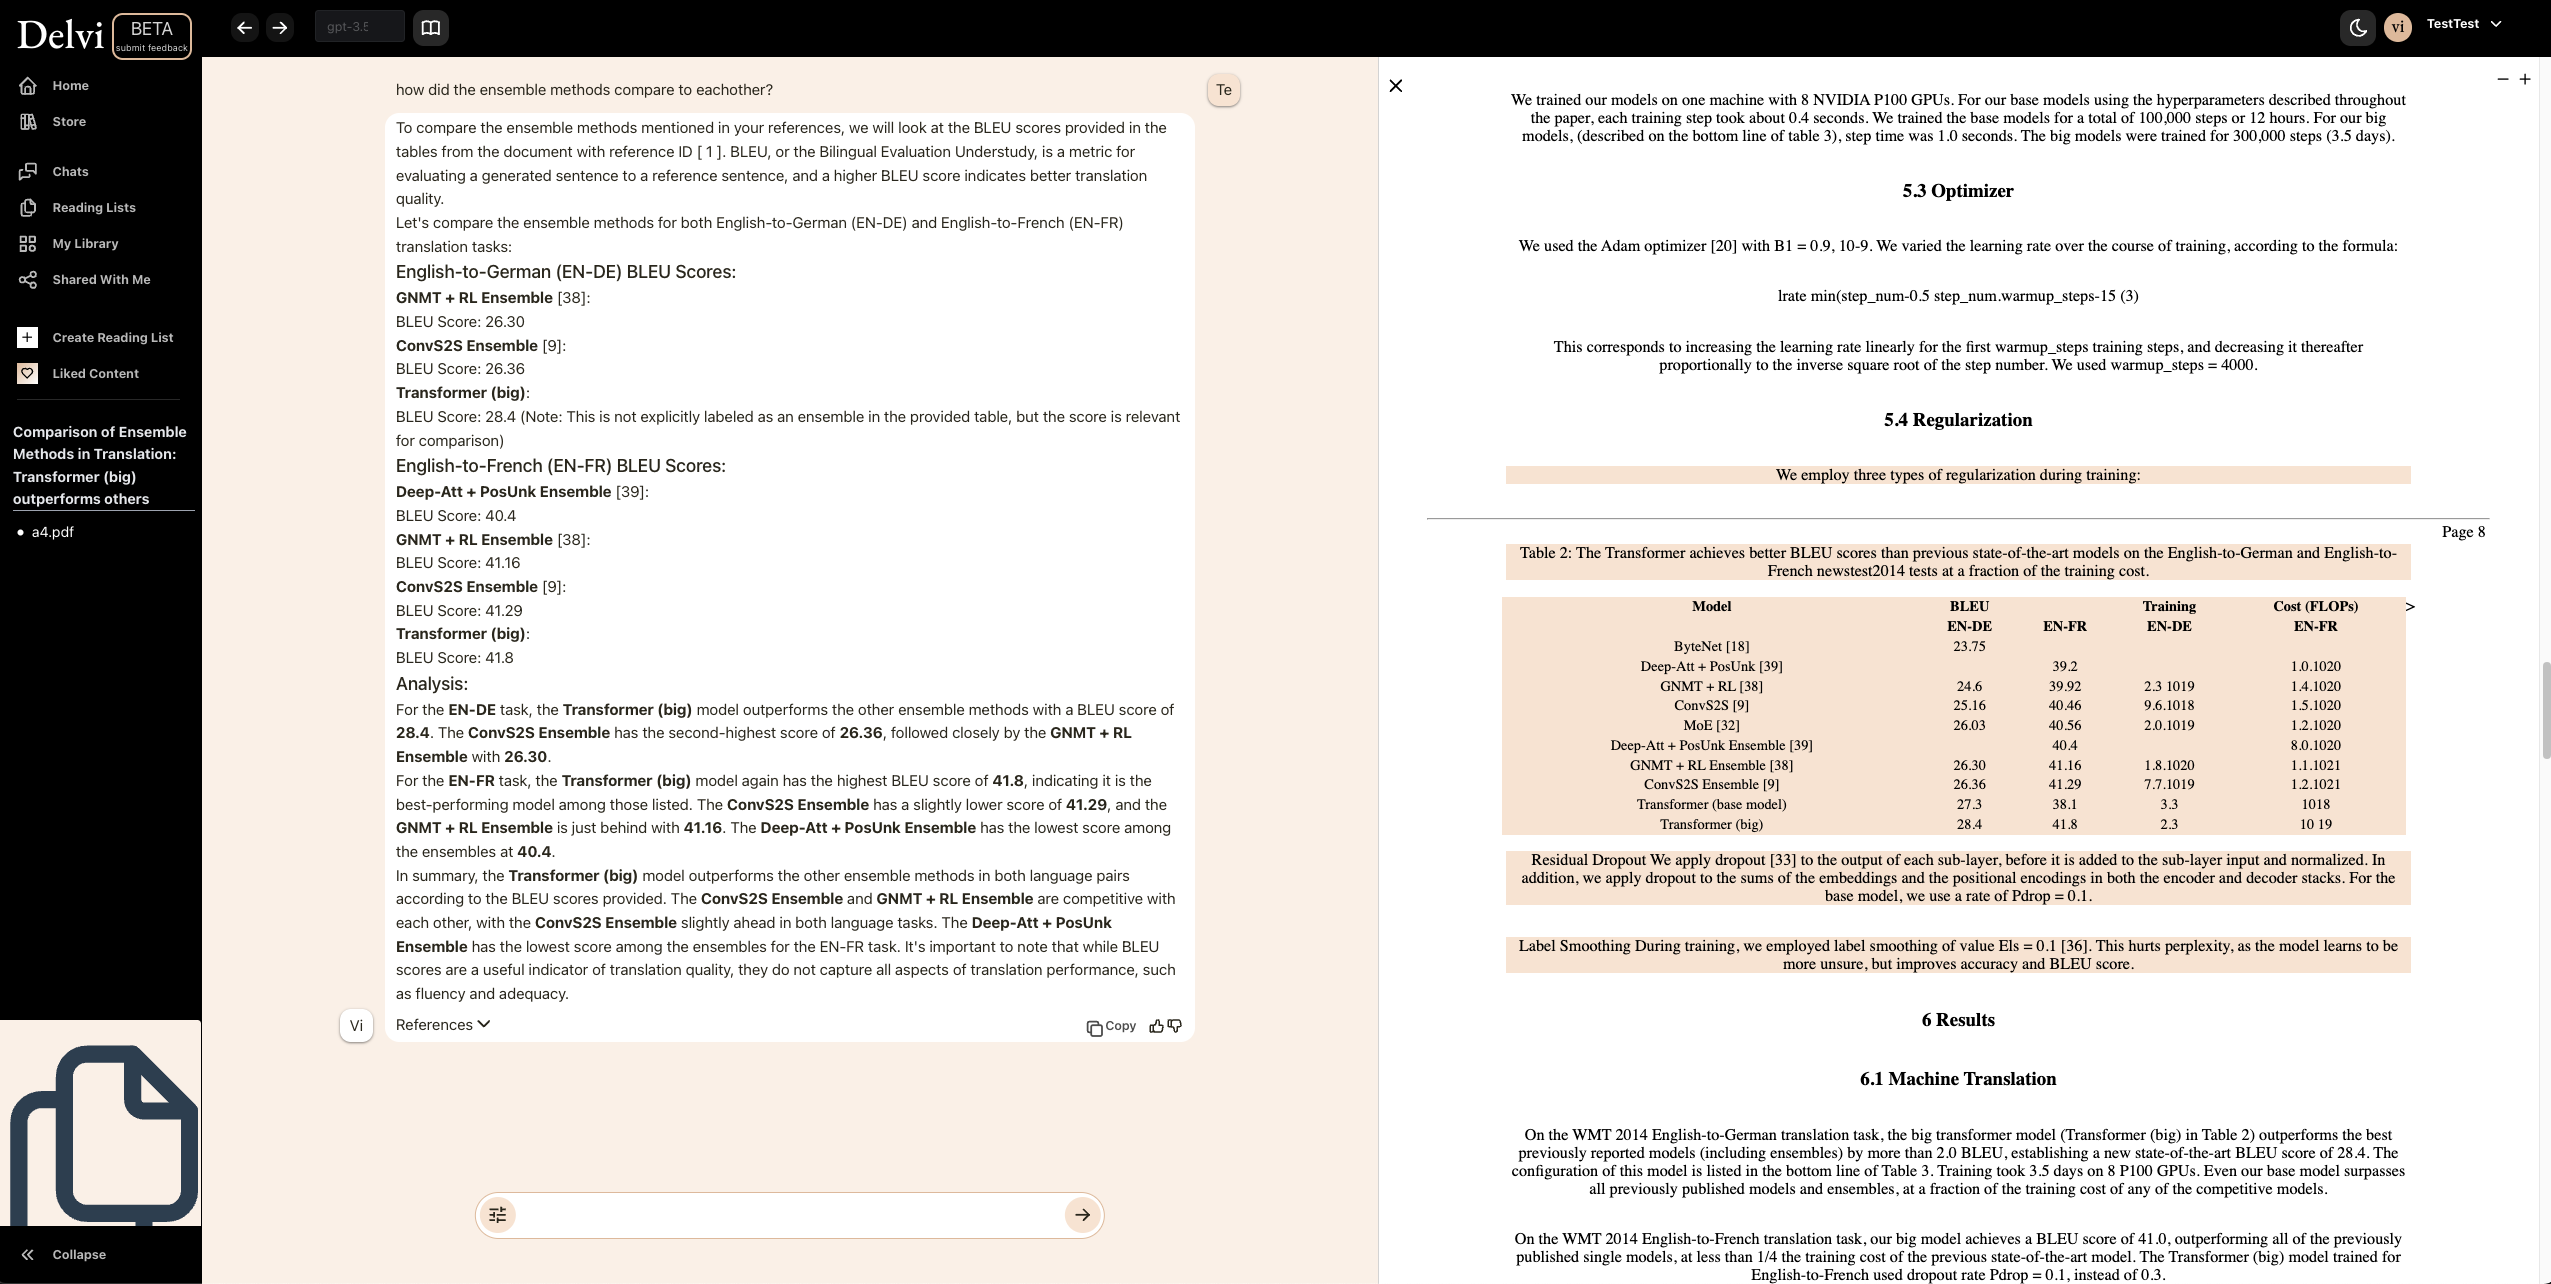 Delvi
BETA
submit feedback
gpt-3.5
vi
TestTest
Home
Store
Chats
Reading Lists
My Library
Shared With Me
Create Reading List
Liked Content
Comparison of Ensemble
Methods in Translation:
Transformer (big)
outperforms others
• a4.pdf
Collapse
how did the ensemble methods compare to eachother?
Te
To compare the ensemble methods mentioned in your references, we will look at the BLEU scores provided in the
tables from the document with reference ID [ 1 ]. BLEU, or the Bilingual Evaluation Understudy, is a metric for
evaluating a generated sentence to a reference sentence, and a higher BLEU score indicates better translation
quality.
Let's compare the ensemble methods for both English-to-German (EN-DE) and English-to-French (EN-FR)
translation tasks:
English-to-German (EN-DE) BLEU Scores:
GNMT + RL Ensemble [38]:
BLEU Score: 26.30
ConvS2S Ensemble [9]:
BLEU Score: 26.36
Transformer (big):
BLEU Score: 28.4 (Note: This is not explicitly labeled as an ensemble in the provided table, but the score is relevant
for comparison)
English-to-French (EN-FR) BLEU Scores:
Deep-Att + PosUnk Ensemble [39]:
BLEU Score: 40.4
GNMT + RL Ensemble [38]:
BLEU Score: 41.16
ConvS2S Ensemble [9]:
BLEU Score: 41.29
Transformer (big):
BLEU Score: 41.8
Analysis:
For the EN-DE task, the Transformer (big) model outperforms the other ensemble methods with a BLEU score of
28.4. The ConvS2S Ensemble has the second-highest score of 26.36, followed closely by the GNMT + RL
Ensemble with 26.30.
For the EN-FR task, the Transformer (big) model again has the highest BLEU score of 41.8, indicating it is the
best-performing model among those listed. The ConvS2S Ensemble has a slightly lower score of 41.29, and the
GNMT + RL Ensemble is just behind with 41.16. The Deep-Att + PosUnk Ensemble has the lowest score among
the ensembles at 40.4.
In summary, the Transformer (big) model outperforms the other ensemble methods in both language pairs
according to the BLEU scores provided. The ConvS2S Ensemble and GNMT + RL Ensemble are competitive with
each other, with the ConvS2S Ensemble slightly ahead in both language tasks. The Deep-Att + PosUnk
Ensemble has the lowest score among the ensembles for the EN-FR task. It's important to note that while BLEU
scores are a useful indicator of translation quality, they do not capture all aspects of translation performance, such
as fluency and adequacy.
Vi
References
Copy
We trained our models on one machine with 8 NVIDIA P100 GPUs. For our base models using the hyperparameters described throughout
the paper, each training step took about 0.4 seconds. We trained the base models for a total of 100,000 steps or 12 hours. For our big
models, (described on the bottom line of table 3), step time was 1.0 seconds. The big models were trained for 300,000 steps (3.5 days).
5.3 Optimizer
We used the Adam optimizer [20] with B1 = 0.9, 10-9. We varied the learning rate over the course of training, according to the formula:
lrate min(step_num-0.5 step_num.warmup_steps-15 (3)
This corresponds to increasing the learning rate linearly for the first warmup_steps training steps, and decreasing it thereafter
proportionally to the inverse square root of the step number. We used warmup_steps = 4000.
5.4 Regularization
We employ three types of regularization during training:
Page 8
Table 2: The Transformer achieves better BLEU scores than previous state-of-the-art models on the English-to-German and English-to-
French newstest2014 tests at a fraction of the training cost.
Model BLEU Training Cost (FLOPs) >
EN-DE EN-FR EN-DE EN-FR
ByteNet [18] 23.75
Deep-Att + PosUnk [39] 39.2 1.0.1020
GNMT + RL [38] 24.6 39.92 2.3 1019 1.4.1020
ConvS2S [9] 25.16 40.46 9.6.1018 1.5.1020
MoE [32] 26.03 40.56 2.0.1019 1.2.1020
Deep-Att + PosUnk Ensemble [39] 40.4 8.0.1020
GNMT + RL Ensemble [38] 26.30 41.16 1.8.1020 1.1.1021
ConvS2S Ensemble [9] 26.36 41.29 7.7.1019 1.2.1021
Transformer (base model) 27.3 38.1 3.3 1018
Transformer (big) 28.4 41.8 2.3 10 19
Residual Dropout We apply dropout [33] to the output of each sub-layer, before it is added to the sub-layer input and normalized. In
addition, we apply dropout to the sums of the embeddings and the positional encodings in both the encoder and decoder stacks. For the
base model, we use a rate of Pdrop = 0.1.
Label Smoothing During training, we employed label smoothing of value Els = 0.1 [36]. This hurts perplexity, as the model learns to be
more unsure, but improves accuracy and BLEU score.
6 Results
6.1 Machine Translation
On the WMT 2014 English-to-German translation task, the big transformer model (Transformer (big) in Table 2) outperforms the best
previously reported models (including ensembles) by more than 2.0 BLEU, establishing a new state-of-the-art BLEU score of 28.4. The
configuration of this model is listed in the bottom line of Table 3. Training took 3.5 days on 8 P100 GPUs. Even our base model surpasses
all previously published models and ensembles, at a fraction of the training cost of any of the competitive models.
On the WMT 2014 English-to-French translation task, our big model achieves a BLEU score of 41.0, outperforming all of the previously
published single models, at less than 1/4 the training cost of the previous state-of-the-art model. The Transformer (big) model trained for
English-to-French used dropout rate Pdrop = 0.1, instead of 0.3.